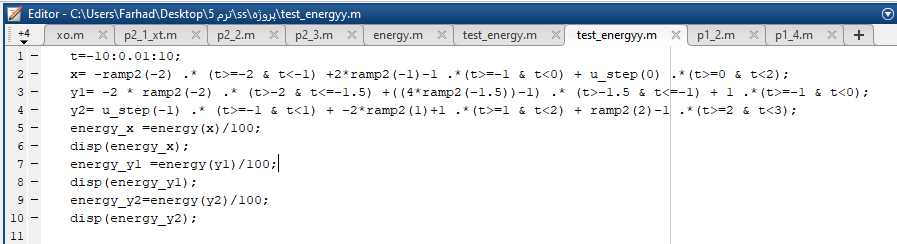 Editor - C:\Users\Farhad\Desktop\ترم 5\ss\پروژه\test_energyy.m
+4 xo.m p2_1_xt.m p2_2.m p2_3.m energy.m test_energy.m test_energyy.m p1_2.m p1_4.m +
1 t=-10:0.01:10;
2 x= -ramp2(-2) .* (t>=-2 & t<-1) +2*ramp2(-1)-1 .*(t>=-1 & t<0) + u_step(0) .*(t>=0 & t<2);
3 y1= -2 * ramp2(-2) .* (t>-2 & t<=-1.5) +((4*ramp2(-1.5))-1) .* (t>-1.5 & t<=-1) + 1 .*(t>=-1 & t<0);
4 y2= u_step(-1) .* (t>=-1 & t<1) + -2*ramp2(1)+1 .*(t>=1 & t<2) + ramp2(2)-1 .*(t>=2 & t<3);
5 energy_x =energy(x)/100;
6 disp(energy_x);
7 energy_y1 =energy(y1)/100;
8 disp(energy_y1);
9 energy_y2=energy(y2)/100;
10 disp(energy_y2);
11